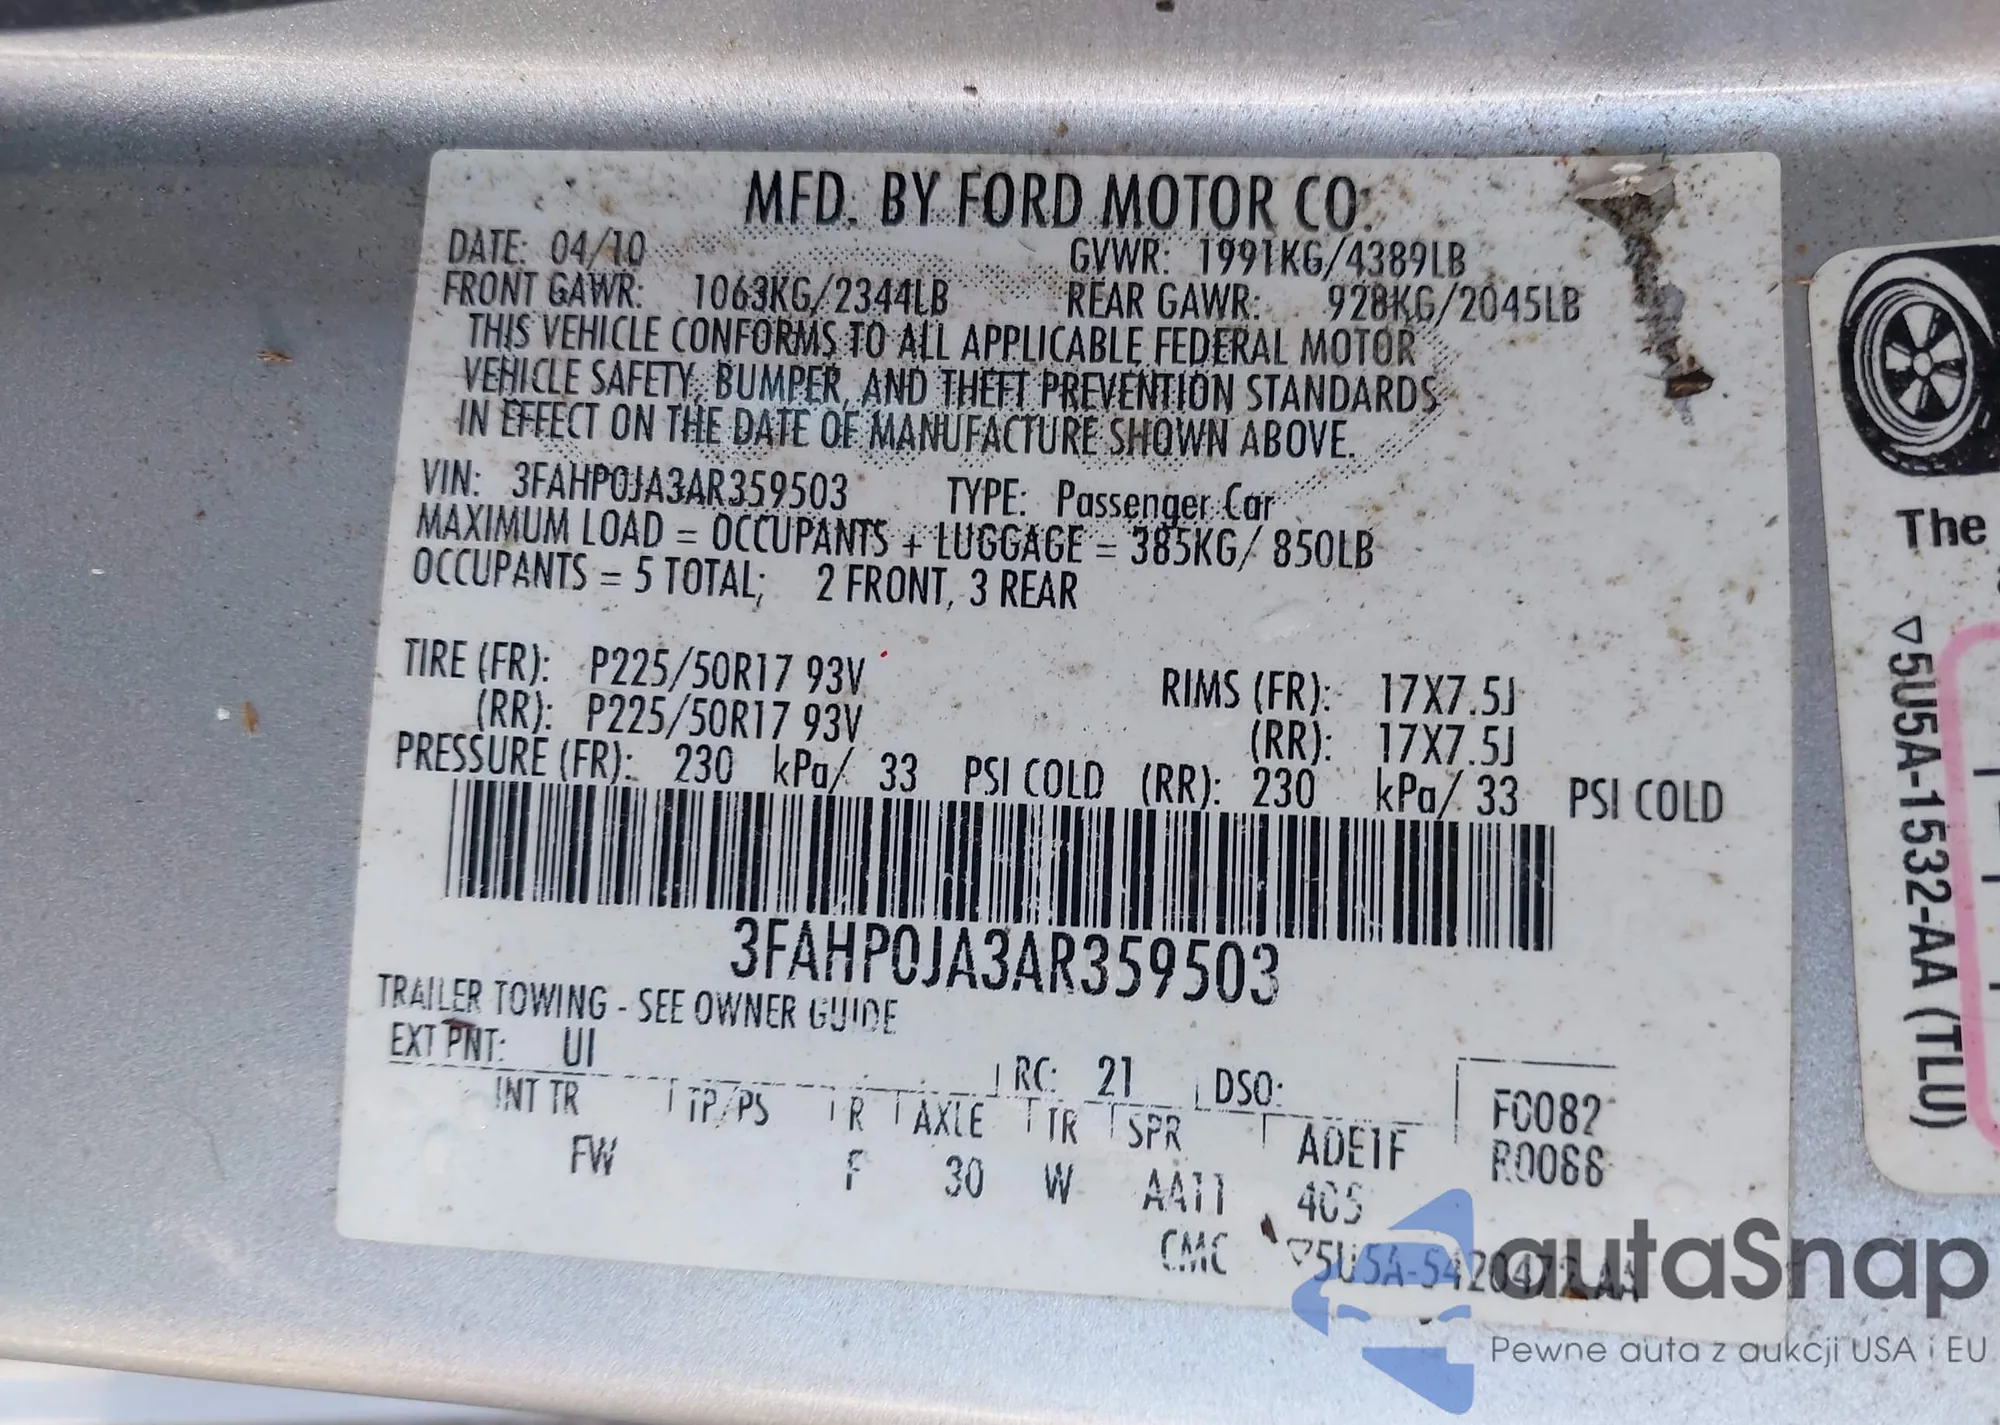 MFD. BY FORD MOTOR CO.
DATE: 04/10 GVWR: 1991KG/4389LB
FRONT GAWR: 1063KG/2344LB REAR GAWR: 928KG/2045LB
THIS VEHICLE CONFORMS TO ALL APPLICABLE FEDERAL MOTOR
VEHICLE SAFETY, BUMPER, AND THEFT PREVENTION STANDARDS
IN EFFECT ON THE DATE OF MANUFACTURE SHOWN ABOVE.
VIN: 3FAHP0JA3AR359503 TYPE: Passenger Car
MAXIMUM LOAD = OCCUPANTS + LUGGAGE = 385KG/ 850LB
OCCUPANTS = 5 TOTAL; 2 FRONT, 3 REAR
TIRE (FR): P225/50R17 93V RIMS (FR): 17X7.5J
(RR): P225/50R17 93V (RR): 17X7.5J
PRESSURE (FR): 230 kPa/ 33 PSI COLD (RR): 230 kPa/ 33 PSI COLD
3FAHP0JA3AR359503
TRAILER TOWING - SEE OWNER GUIDE
EXT PNT: UI RC: 21 DSO: FC082
INT TR TP/PS R AXLE TR SPR ADE1F R0086
FW F 30 W AA11 405
CMC ▽5U5A-5420472-AA
The
▽5U5A-1532-AA (TLU)
autaSnap
Pewne auta z aukcji USA i EU